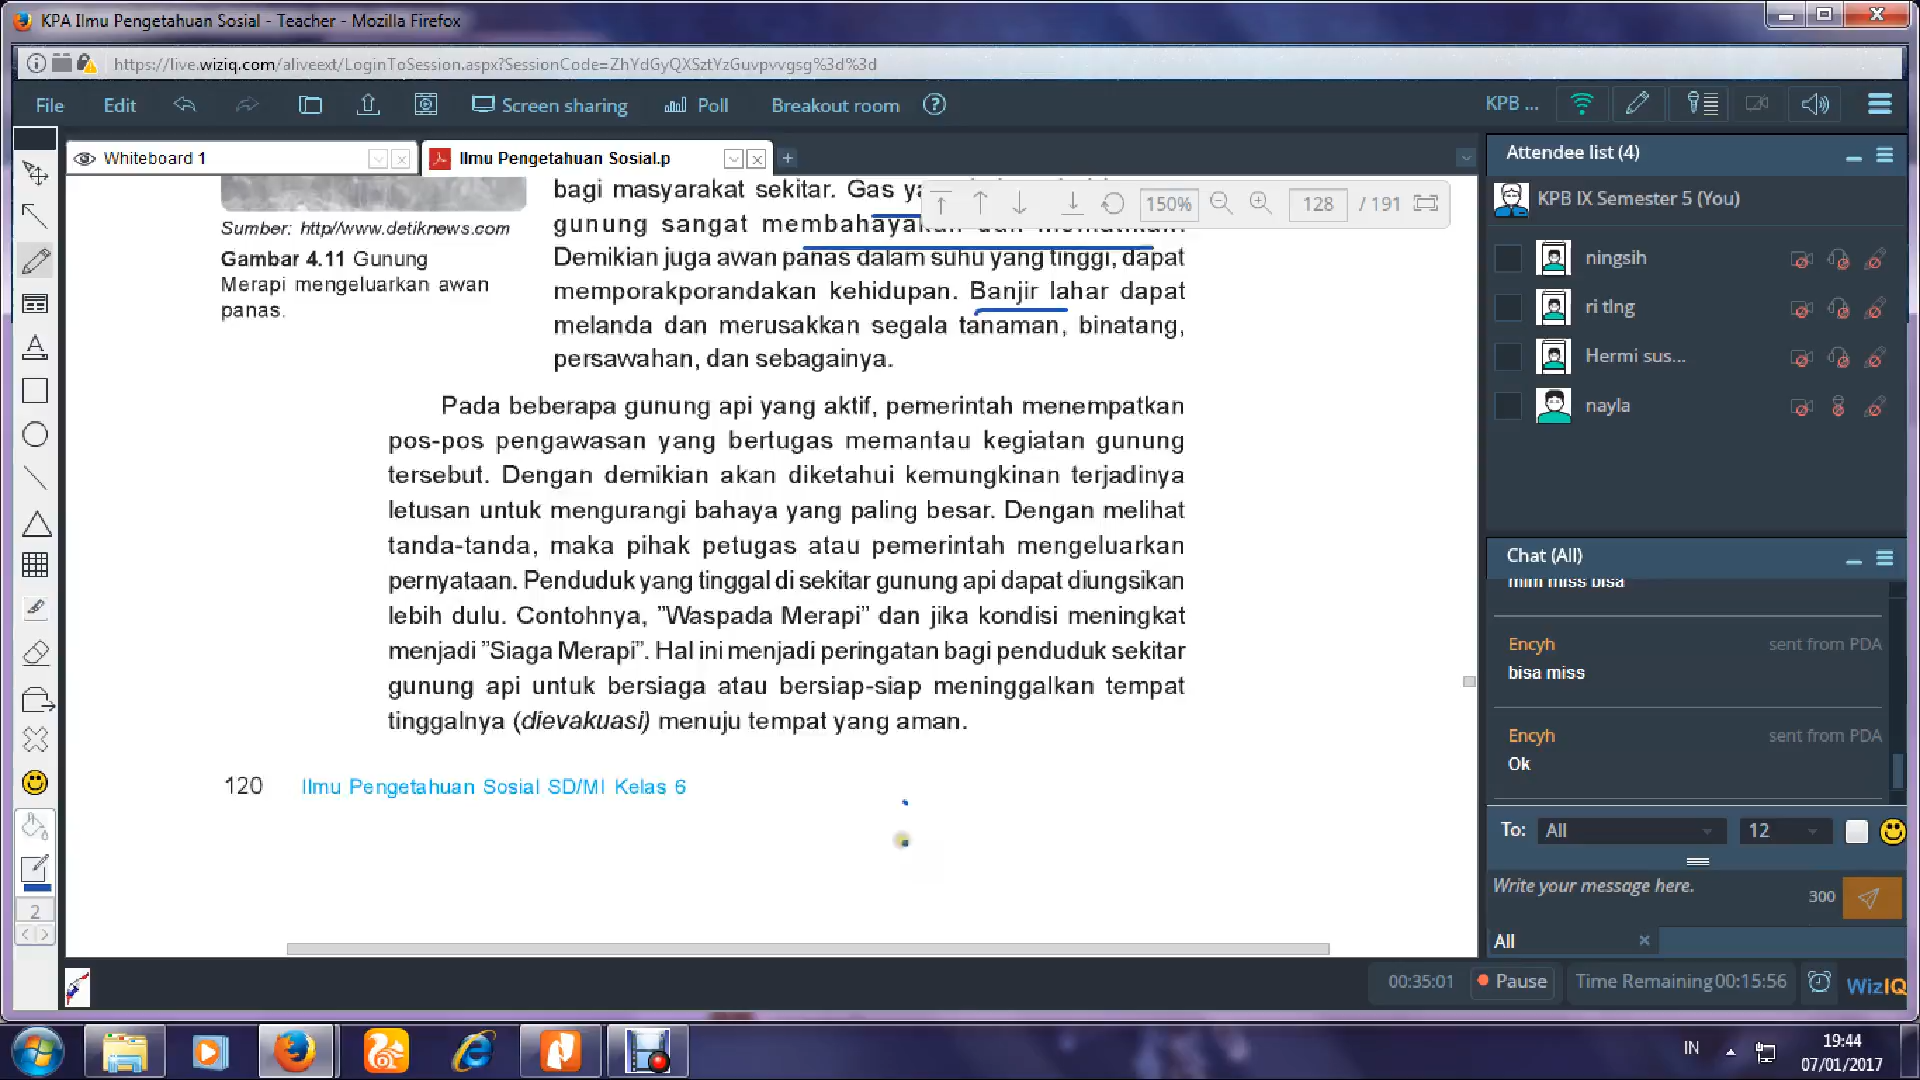 KPA Ilmu Pengetahuan Sosial - Teacher - Mozilla Firefox
https://live.wiziq.com/aliveext/LoginToSession.aspx?SessionCode=ZhYdGyQXSztYzGuvpvvgsg%3d%3d
File Edit Screen sharing Poll Breakout room KPB ...
Whiteboard 1
Ilmu Pengetahuan Sosial.p
150% 128 / 191
bagi masyarakat sekitar. Gas
gunung sangat membahayakan dan mematikan.
Demikian juga awan panas dalam suhu yang tinggi, dapat
memporakporandakan kehidupan. Banjir lahar dapat
melanda dan merusakkan segala tanaman, binatang,
persawahan, dan sebagainya.
Sumber: http//www.detiknews.com
Gambar 4.11 Gunung
Merapi mengeluarkan awan
panas.
Pada beberapa gunung api yang aktif, pemerintah menempatkan
pos-pos pengawasan yang bertugas memantau kegiatan gunung
tersebut. Dengan demikian akan diketahui kemungkinan terjadinya
letusan untuk mengurangi bahaya yang paling besar. Dengan melihat
tanda-tanda, maka pihak petugas atau pemerintah mengeluarkan
pernyataan. Penduduk yang tinggal di sekitar gunung api dapat diungsikan
lebih dulu. Contohnya, ”Waspada Merapi” dan jika kondisi meningkat
menjadi ”Siaga Merapi”. Hal ini menjadi peringatan bagi penduduk sekitar
gunung api untuk bersiaga atau bersiap-siap meninggalkan tempat
tinggalnya (dievakuasi) menuju tempat yang aman.
120 Ilmu Pengetahuan Sosial SD/MI Kelas 6
2
Attendee list (4)
KPB IX Semester 5 (You)
ningsih
ri tlng
Hermi sus...
nayla
Chat (All)
mim miss bisa
Encyh sent from PDA
bisa miss
Encyh sent from PDA
Ok
To: All 12
Write your message here. 300
All
00:35:01 Pause Time Remaining 00:15:56 WizIQ
IN 19:44
07/01/2017